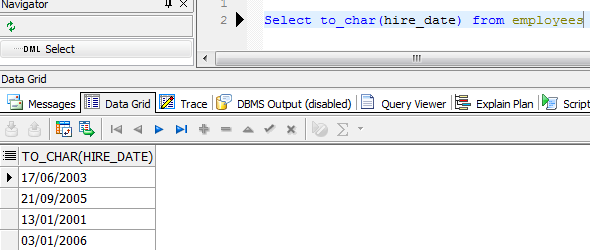 Navigator
1
2 Select to_char(hire_date) from employees
DML Select
Data Grid
Messages Data Grid Trace DBMS Output (disabled) Query Viewer Explain Plan Script
TO_CHAR(HIRE_DATE)
17/06/2003
21/09/2005
13/01/2001
03/01/2006